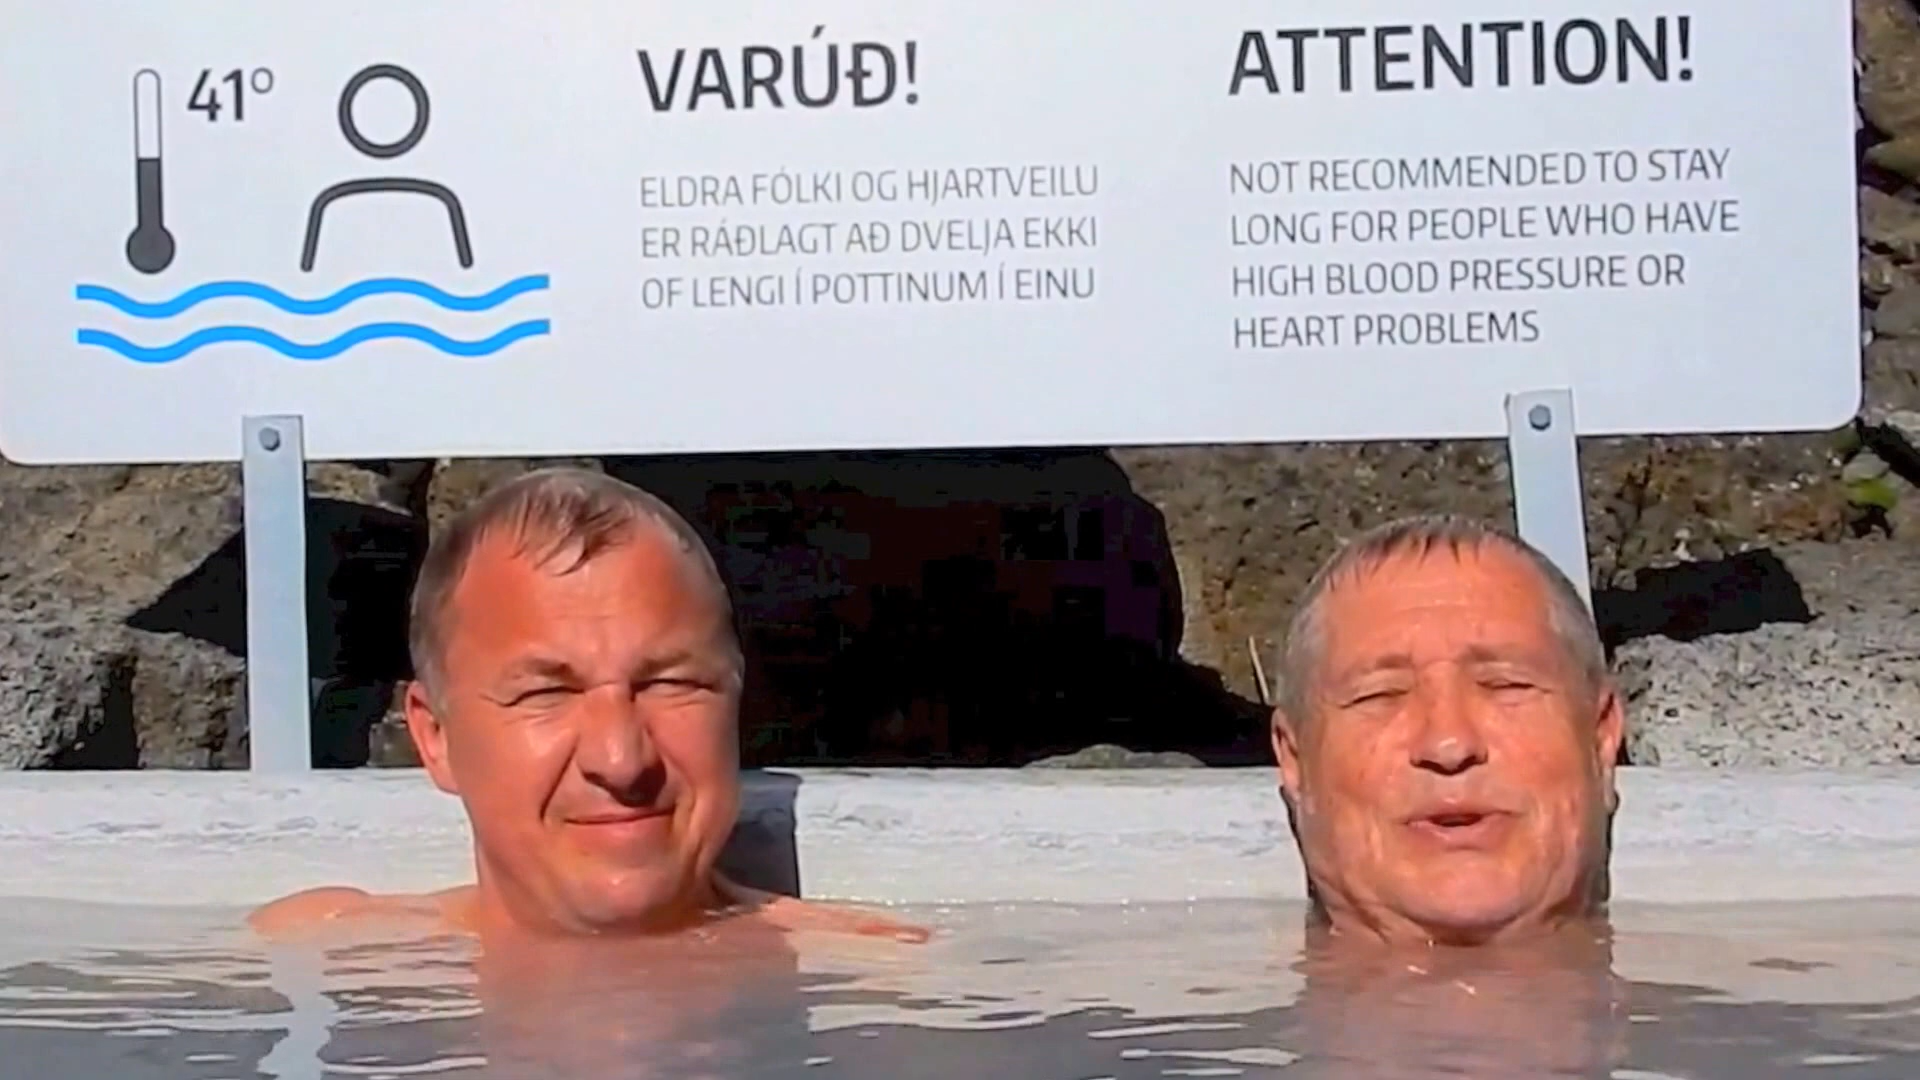 41°
VARÚÐ!
ELDRA FÓLKI OG HJARTVEILU
ER RÁÐLAGT AÐ DVELJA EKKI
OF LENGI Í POTTINUM Í EINU
ATTENTION!
NOT RECOMMENDED TO STAY
LONG FOR PEOPLE WHO HAVE
HIGH BLOOD PRESSURE OR
HEART PROBLEMS